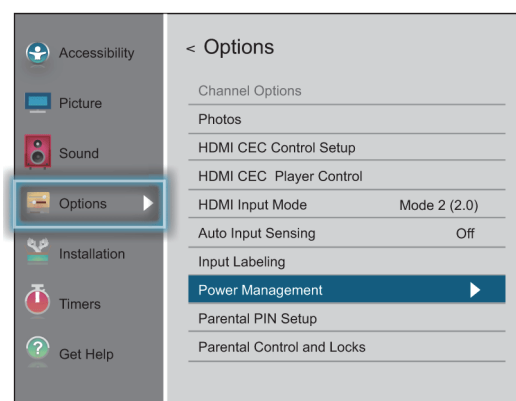 Accessibility
Picture
Sound
Options
Installation
Timers
Get Help
< Options
Channel Options
Photos
HDMI CEC Control Setup
HDMI CEC Player Control
HDMI Input Mode Mode 2 (2.0)
Auto Input Sensing Off
Input Labeling
Power Management
Parental PIN Setup
Parental Control and Locks